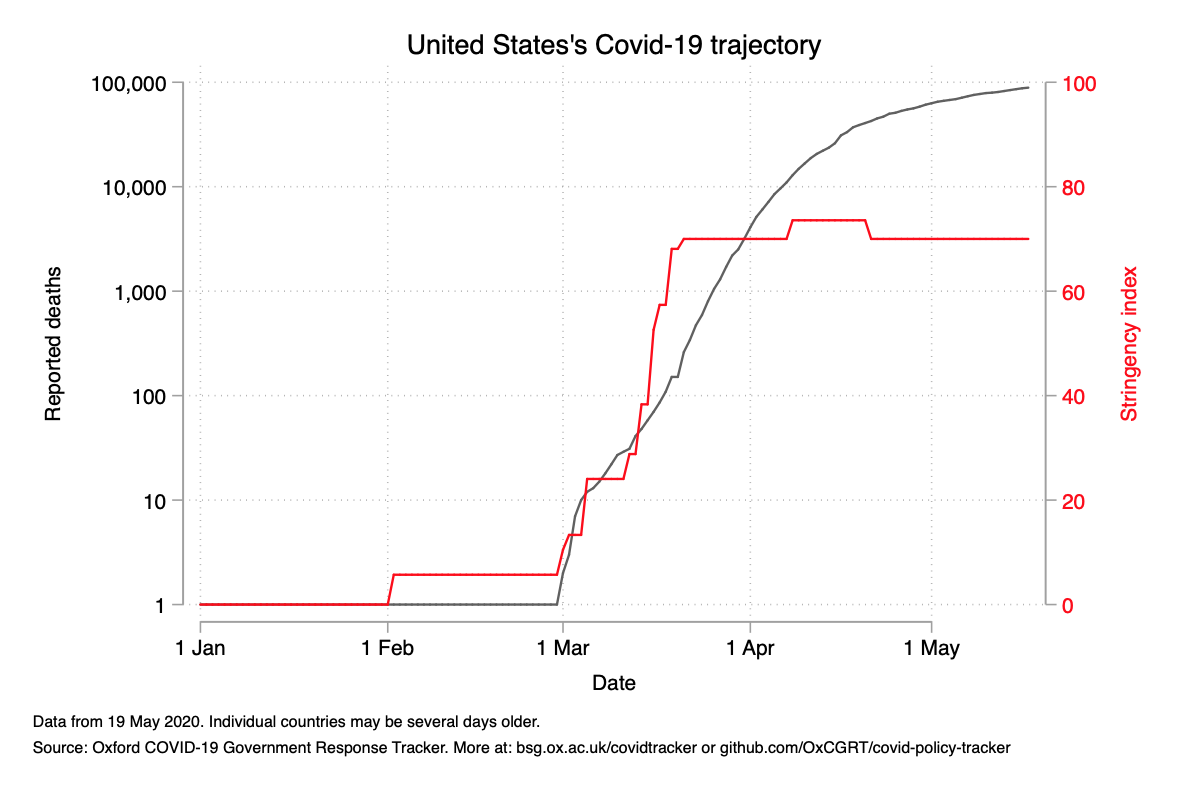 United States's Covid-19 trajectory
100,000
10,000
1,000
100
10
1
Reported deaths
100
80
60
40
20
0
Stringency index
1 Jan
1 Feb
1 Mar
1 Apr
1 May
Date
Data from 19 May 2020. Individual countries may be several days older.
Source: Oxford COVID-19 Government Response Tracker. More at: bsg.ox.ac.uk/covidtracker or github.com/OxCGRT/covid-policy-tracker